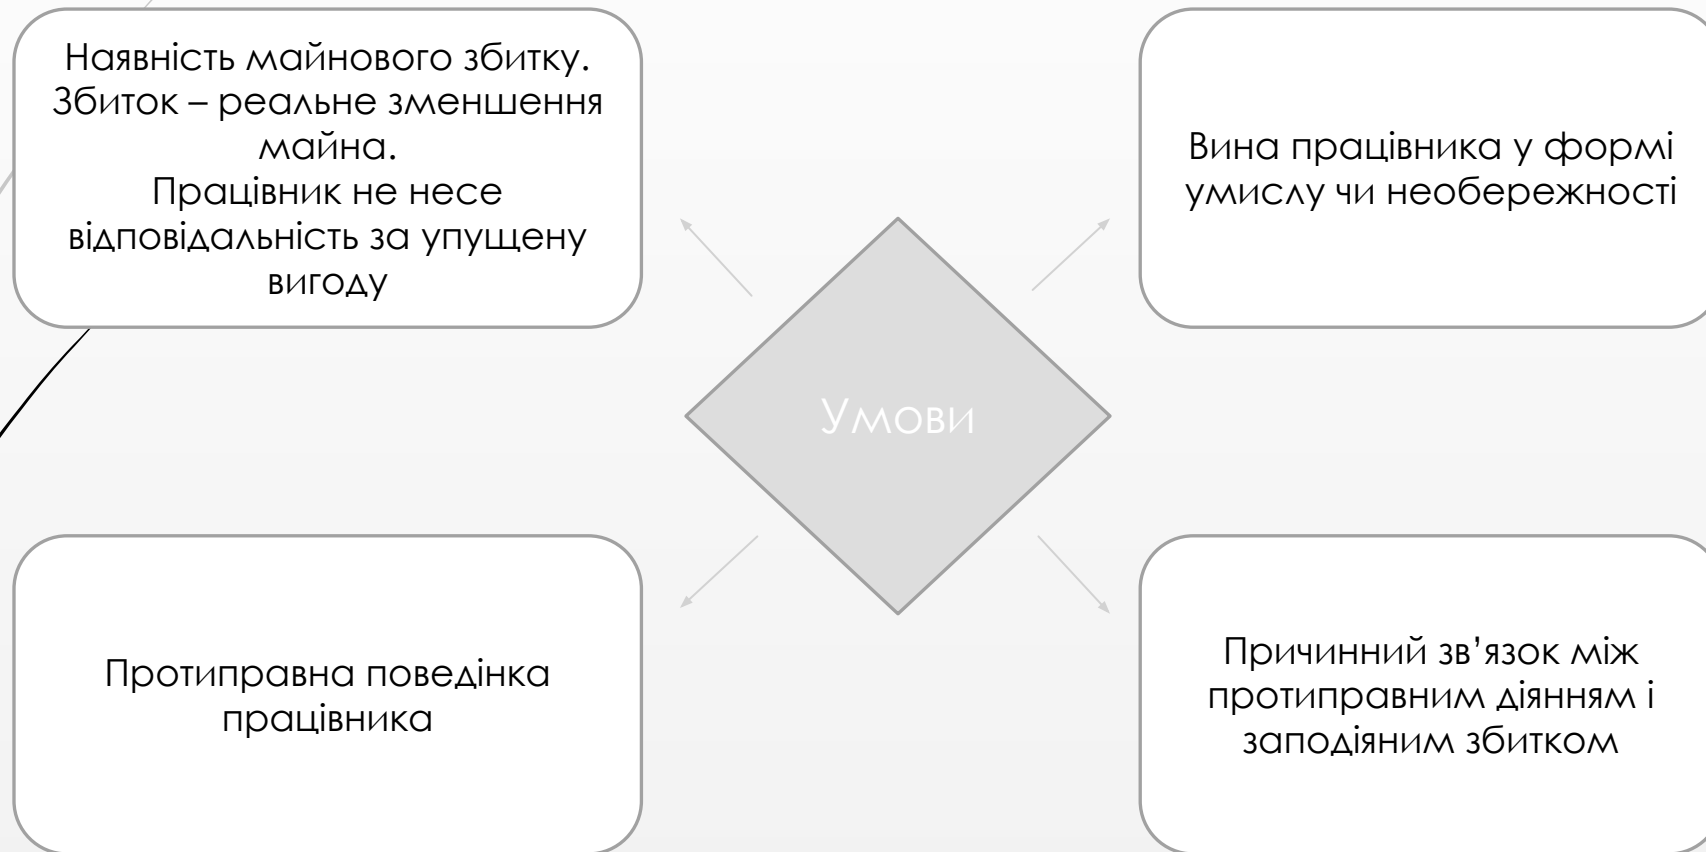 Наявність майнового збитку.
Збиток – реальне зменшення
майна.
Працівник не несе
відповідальність за упущену
вигоду
Вина працівника у формі
умислу чи необережності
Умови
Протиправна поведінка
працівника
Причинний зв’язок між
протиправним діянням і
заподіяним збитком